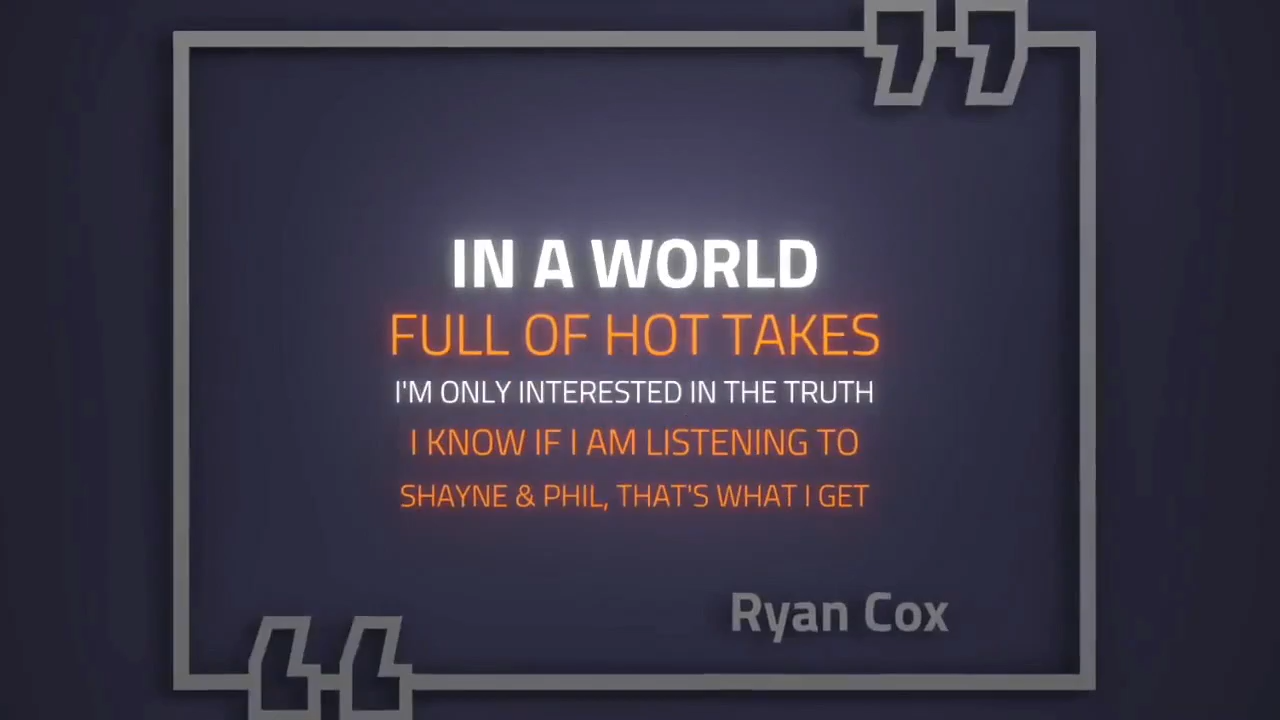 IN A WORLD
FULL OF HOT TAKES
I'M ONLY INTERESTED IN THE TRUTH
I KNOW IF I AM LISTENING TO
SHAYNE & PHIL, THAT'S WHAT I GET
Ryan Cox